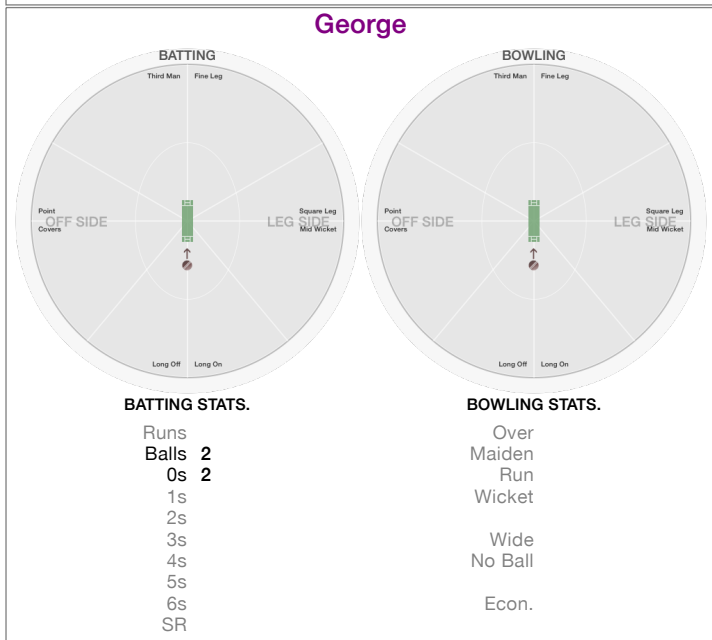 George
BATTING
BOWLING
Third Man Fine Leg
Third Man Fine Leg
Point
OFF SIDE
Covers
Square Leg
LEG SIDE
Mid Wicket
Point
OFF SIDE
Covers
Square Leg
LEG SIDE
Mid Wicket
Long Off Long On
Long Off Long On
BATTING STATS.
Runs
Balls 2
0s 2
1s
2s
3s
4s
5s
6s
SR
BOWLING STATS.
Over
Maiden
Run
Wicket
Wide
No Ball
Econ.